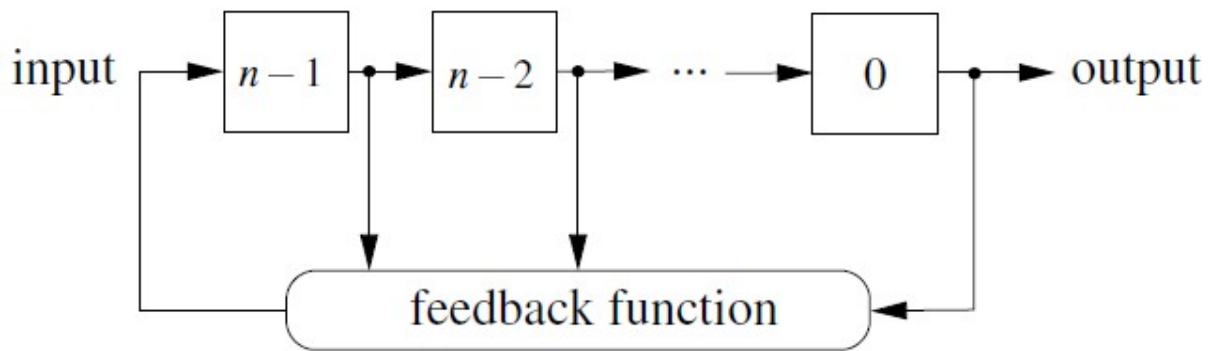 input n – 1 n – 2 ... 0 output
feedback function